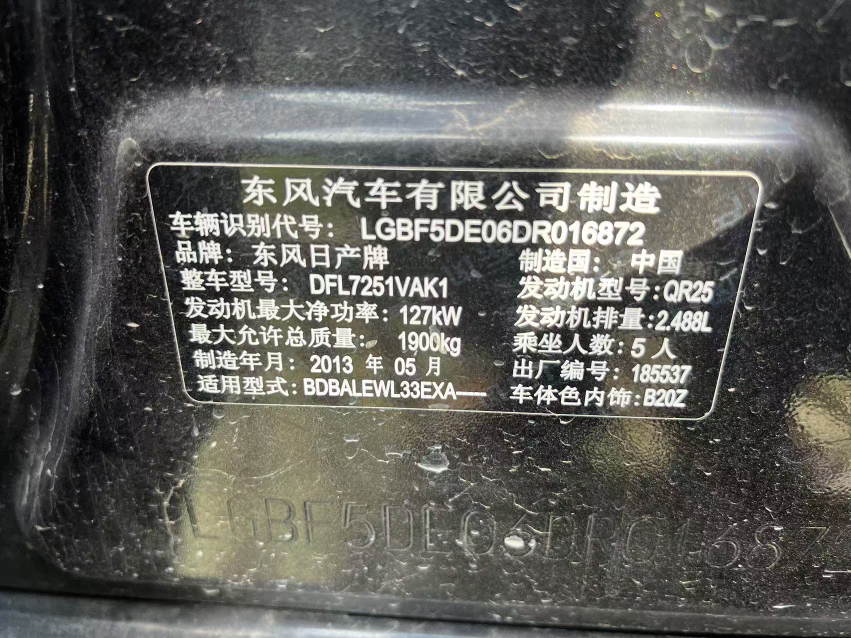 东风汽车有限公司制造
车辆识别代号： LGBF5DE06DR016872
品牌：东风日产牌 制造国： 中国
整车型号： DFL7251VAK1 发动机型号:QR25
发动机最大净功率：127kW 发动机排量:2.488L
最大允许总质量： 1900kg 乘坐人数：5人
制造年月：2013 年 05 月 出厂编号：185537
适用型式：BDBALEWL33EXA---- 车体色内饰:B20Z
LGBF5DE06DR01687